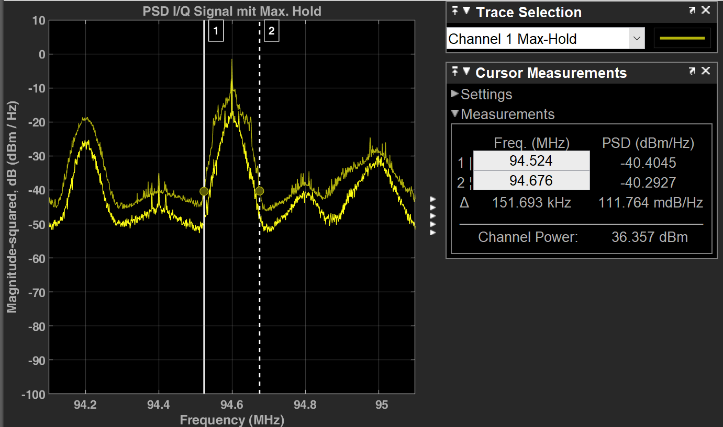 PSD I/Q Signal mit Max. Hold
10
0
-10
-20
-30
-40
-50
-60
-70
-80
-90
-100
Magnitude-squared, dB (dBm / Hz)
1
2
94.2
94.4
94.6
94.8
95
Frequency (MHz)
Trace Selection
Channel 1 Max-Hold
Cursor Measurements
Settings
Measurements
Freq. (MHz) PSD (dBm/Hz)
1 94.524 -40.4045
2 94.676 -40.2927
Δ 151.693 kHz 111.764 mdB/Hz
Channel Power: 36.357 dBm